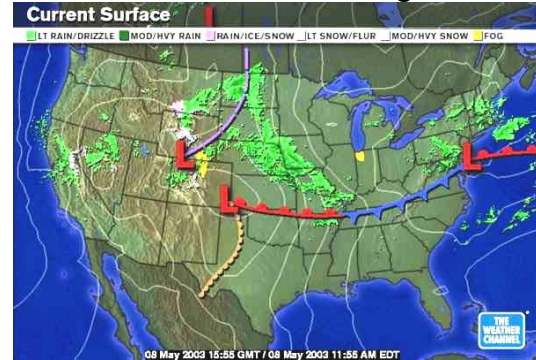 Current Surface
LT RAIN/DRIZZLE MOD/HVY RAIN RAIN/ICE/SNOW LT SNOW/FLUR MOD/HVY SNOW FOG
L
L
L
THE
WEATHER
CHANNEL
08 May 2003 15:55 GMT / 08 May 2003 11:55 AM EDT